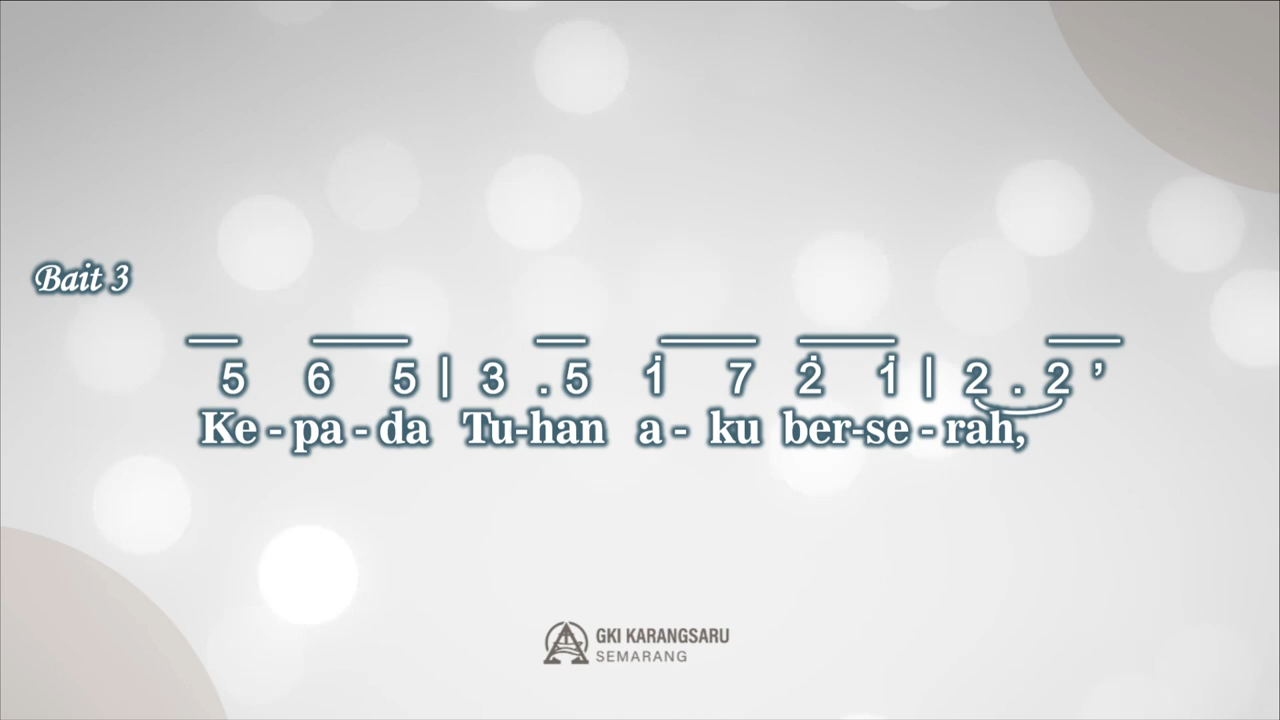 Bait 3
5 6 5 | 3 . 5 1̇ 7 2̇ 1̇ | 2 . 2 ’
Ke - pa - da Tu-han a - ku ber-se - rah,
GKI KARANGSARU
SEMARANG